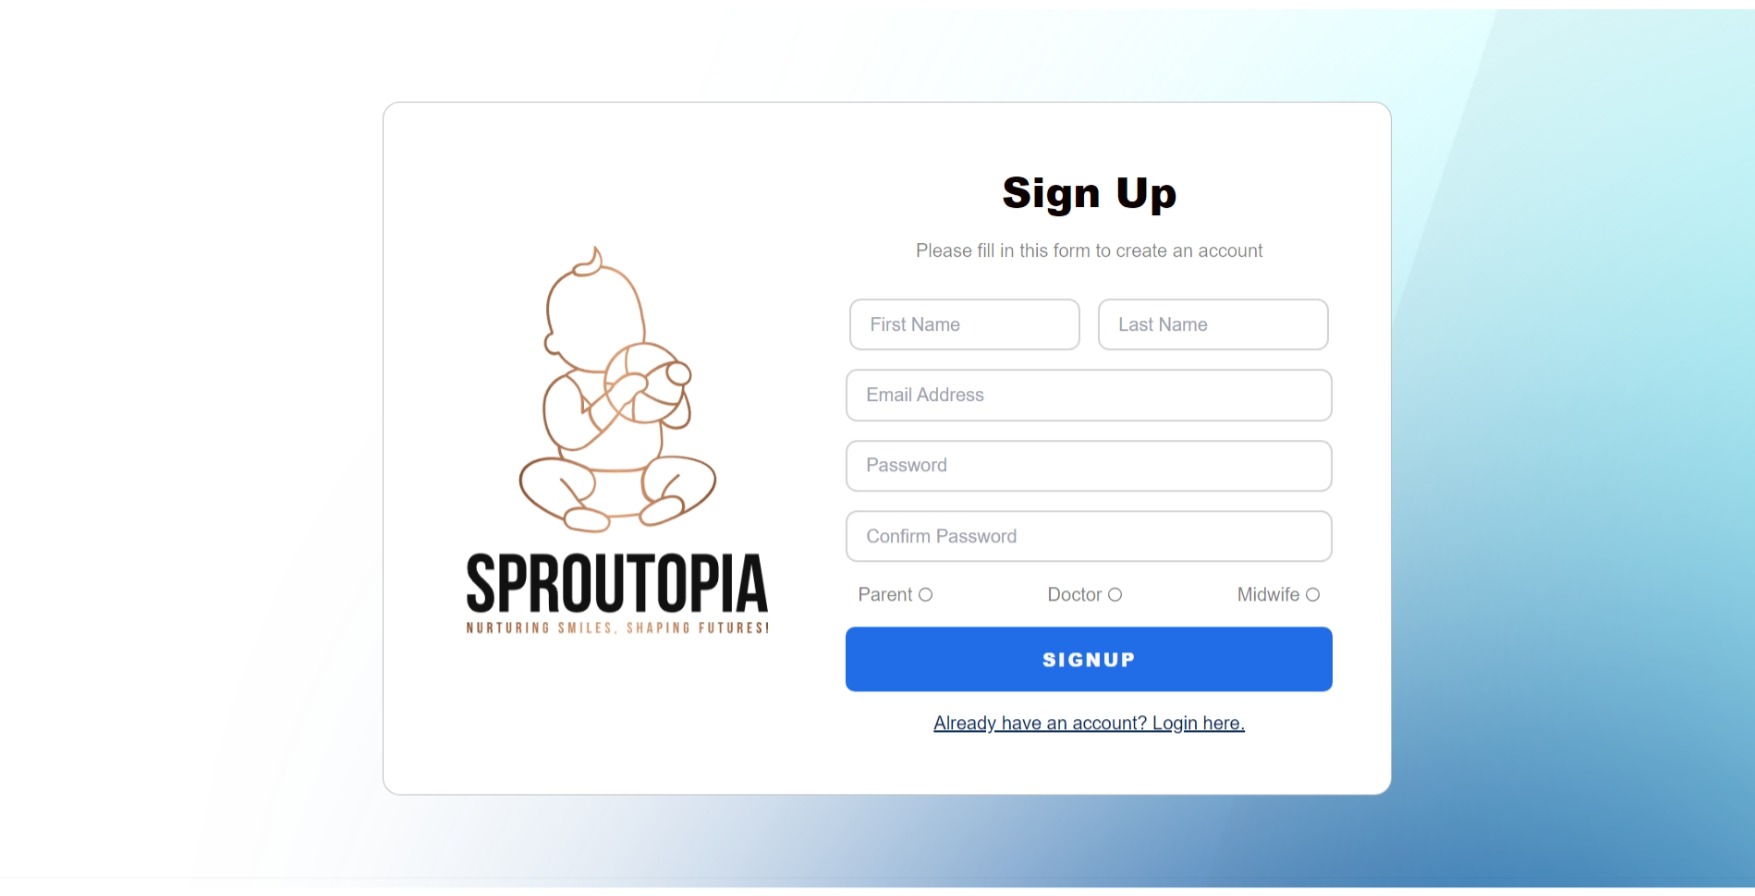 SPROUTOPIA
NURTURING SMILES, SHAPING FUTURES!
Sign Up
Please fill in this form to create an account
First Name Last Name
Email Address
Password
Confirm Password
Parent Doctor Midwife
SIGNUP
Already have an account? Login here.